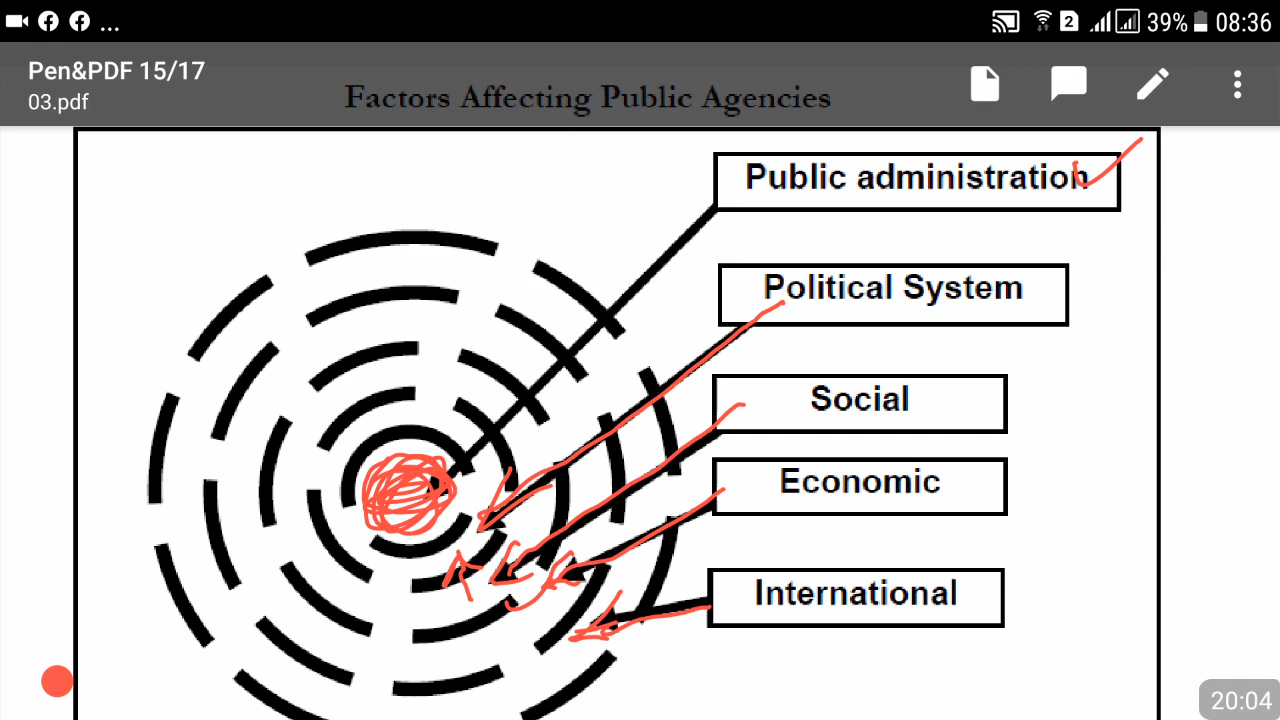 ... 2 39% 08:36
Pen&PDF 15/17
03.pdf
Factors Affecting Public Agencies
Public administration
Political System
Social
Economic
International
20:04